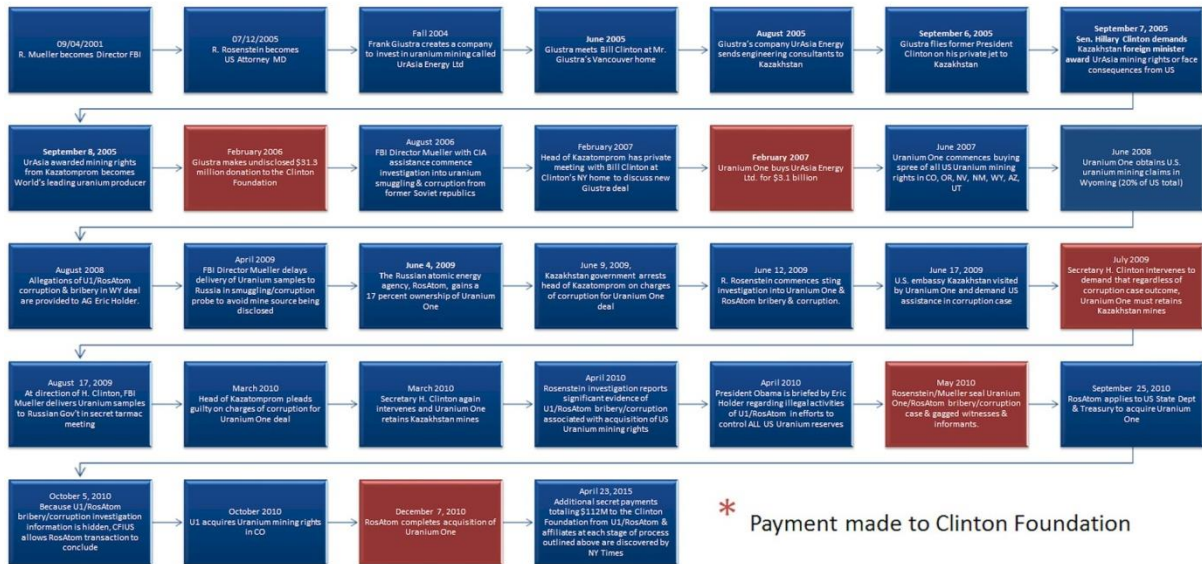 09/04/2001
R. Mueller becomes Director FBI
07/12/2005
R. Rosenstein becomes
US Attorney MD
Fall 2004
Frank Giustra creates a company
to invest in uranium mining called
UrAsia Energy Ltd
June 2005
Giustra meets Bill Clinton at Mr.
Giustra's Vancouver home
August 2005
Giustra's company UrAsia Energy
sends engineering consultants to
Kazakhstan
September 6, 2005
Giustra flies former President
Clinton on his private jet to
Kazakhstan
September 7, 2005
Sen. Hillary Clinton demands
Kazakhstan foreign minister
award UrAsia mining rights or face
consequences from US
September 8, 2005
UrAsia awarded mining rights
from Kazatomprom becomes
World's leading uranium producer
February 2006
Giustra makes undisclosed $31.3
million donation to the Clinton
Foundation
August 2006
FBI Director Mueller with CIA
assistance commence
investigation into uranium
smuggling & corruption from
former Soviet republics
February 2007
Head of Kazatomprom has private
meeting with Bill Clinton at
Clinton's NY home to discuss new
Giustra deal
February 2007
Uranium One buys UrAsia Energy
Ltd. for $3.1 billion
June 2007
Uranium One commences buying
spree of all US Uranium mining
rights in CO, OR, NV, NM, WY, AZ,
UT
June 2008
Uranium One obtains U.S.
uranium mining claims in
Wyoming (20% of US total)
August 2008
Allegations of U1/RosAtom
corruption & bribery in WY deal
are provided to AG Eric Holder.
April 2009
FBI Director Mueller delays
delivery of Uranium samples to
Russia in smuggling/corruption
probe to avoid mine source being
disclosed
June 4, 2009
The Russian atomic energy
agency, RosAtom, gains a
17 percent ownership of Uranium
One
June 9, 2009,
Kazakhstan government arrests
head of Kazatomprom on charges
of corruption for Uranium One
deal
June 12, 2009
R. Rosenstein commences sting
investigation into Uranium One &
RosAtom bribery & corruption.
June 17, 2009
U.S. embassy Kazakhstan visited
by Uranium One and demand US
assistance in corruption case
July 2009
Secretary H. Clinton intervenes to
demand that regardless of
corruption case outcome,
Uranium One must retains
Kazakhstan mines
August 17, 2009
At direction of H. Clinton, FBI
Mueller delivers Uranium samples
to Russian Gov't in secret tarmac
meeting
March 2010
Head of Kazatomprom pleads
guilty on charges of corruption for
Uranium One deal
March 2010
Secretary H. Clinton again
intervenes and Uranium One
retains Kazakhstan mines
April 2010
Rosenstein investigation reports
significant evidence of
U1/RosAtom bribery/corruption
associated with acquisition of US
Uranium mining rights
April 2010
President Obama is briefed by Eric
Holder regarding illegal activities
of U1/RosAtom in efforts to
control ALL US Uranium reserves
May 2010
Rosenstein/Mueller seal Uranium
One/RosAtom bribery/corruption
case & gagged witnesses &
informants.
September 25, 2010
RosAtom applies to US State Dept
& Treasury to acquire Uranium
One
October 5, 2010
Because U1/RosAtom
bribery/corruption investigation
information is hidden, CFIUS
allows RosAtom transaction to
conclude
October 2010
U1 acquires Uranium mining rights
in CO
December 7, 2010
RosAtom completes acquisition of
Uranium One
April 23, 2015
Additional secret payments
totaling $112M to the Clinton
Foundation from U1/RosAtom &
affiliates at each stage of process
outlined above are discovered by
NY Times
* Payment made to Clinton Foundation